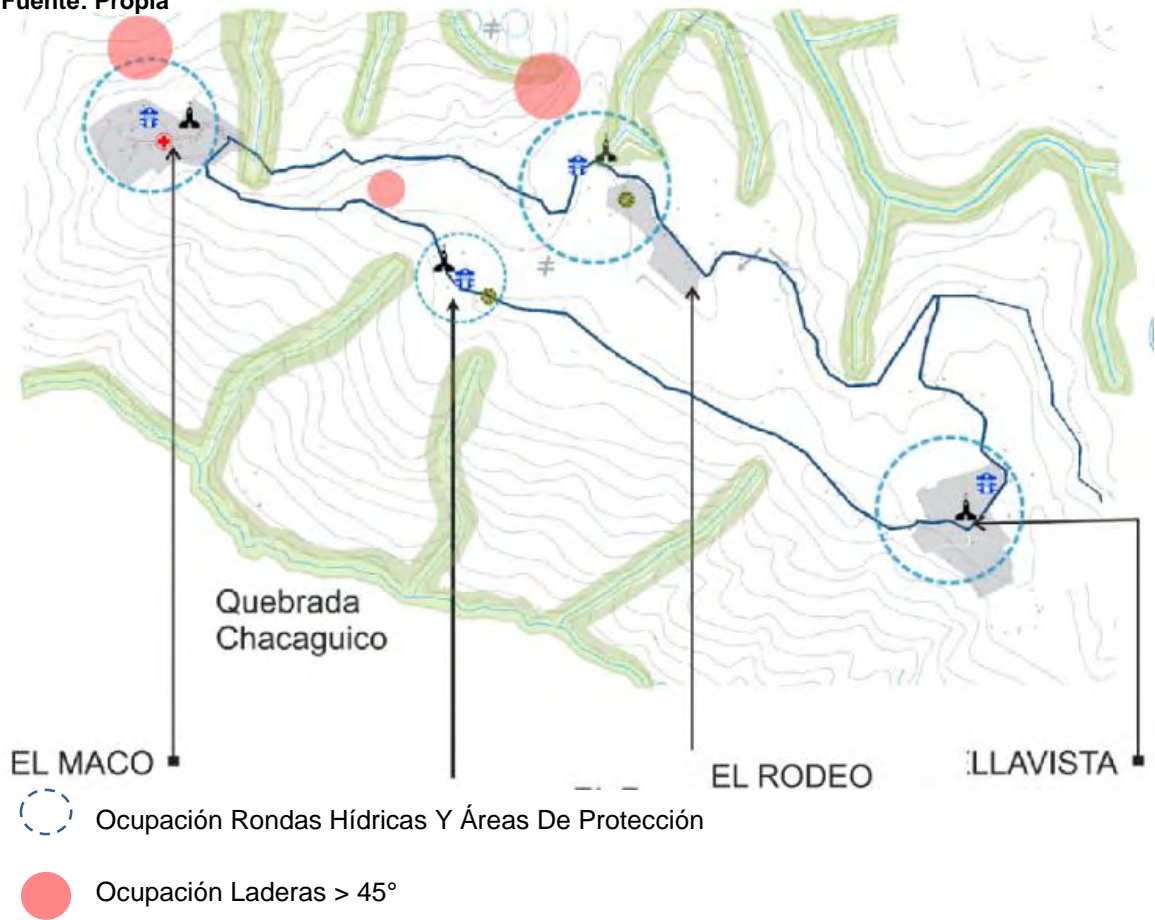 Fuente: Propia
Quebrada
Chacaguico
EL MACO
EL RODEO
LLAVISTA
Ocupación Rondas Hídricas Y Áreas De Protección
Ocupación Laderas > 45°